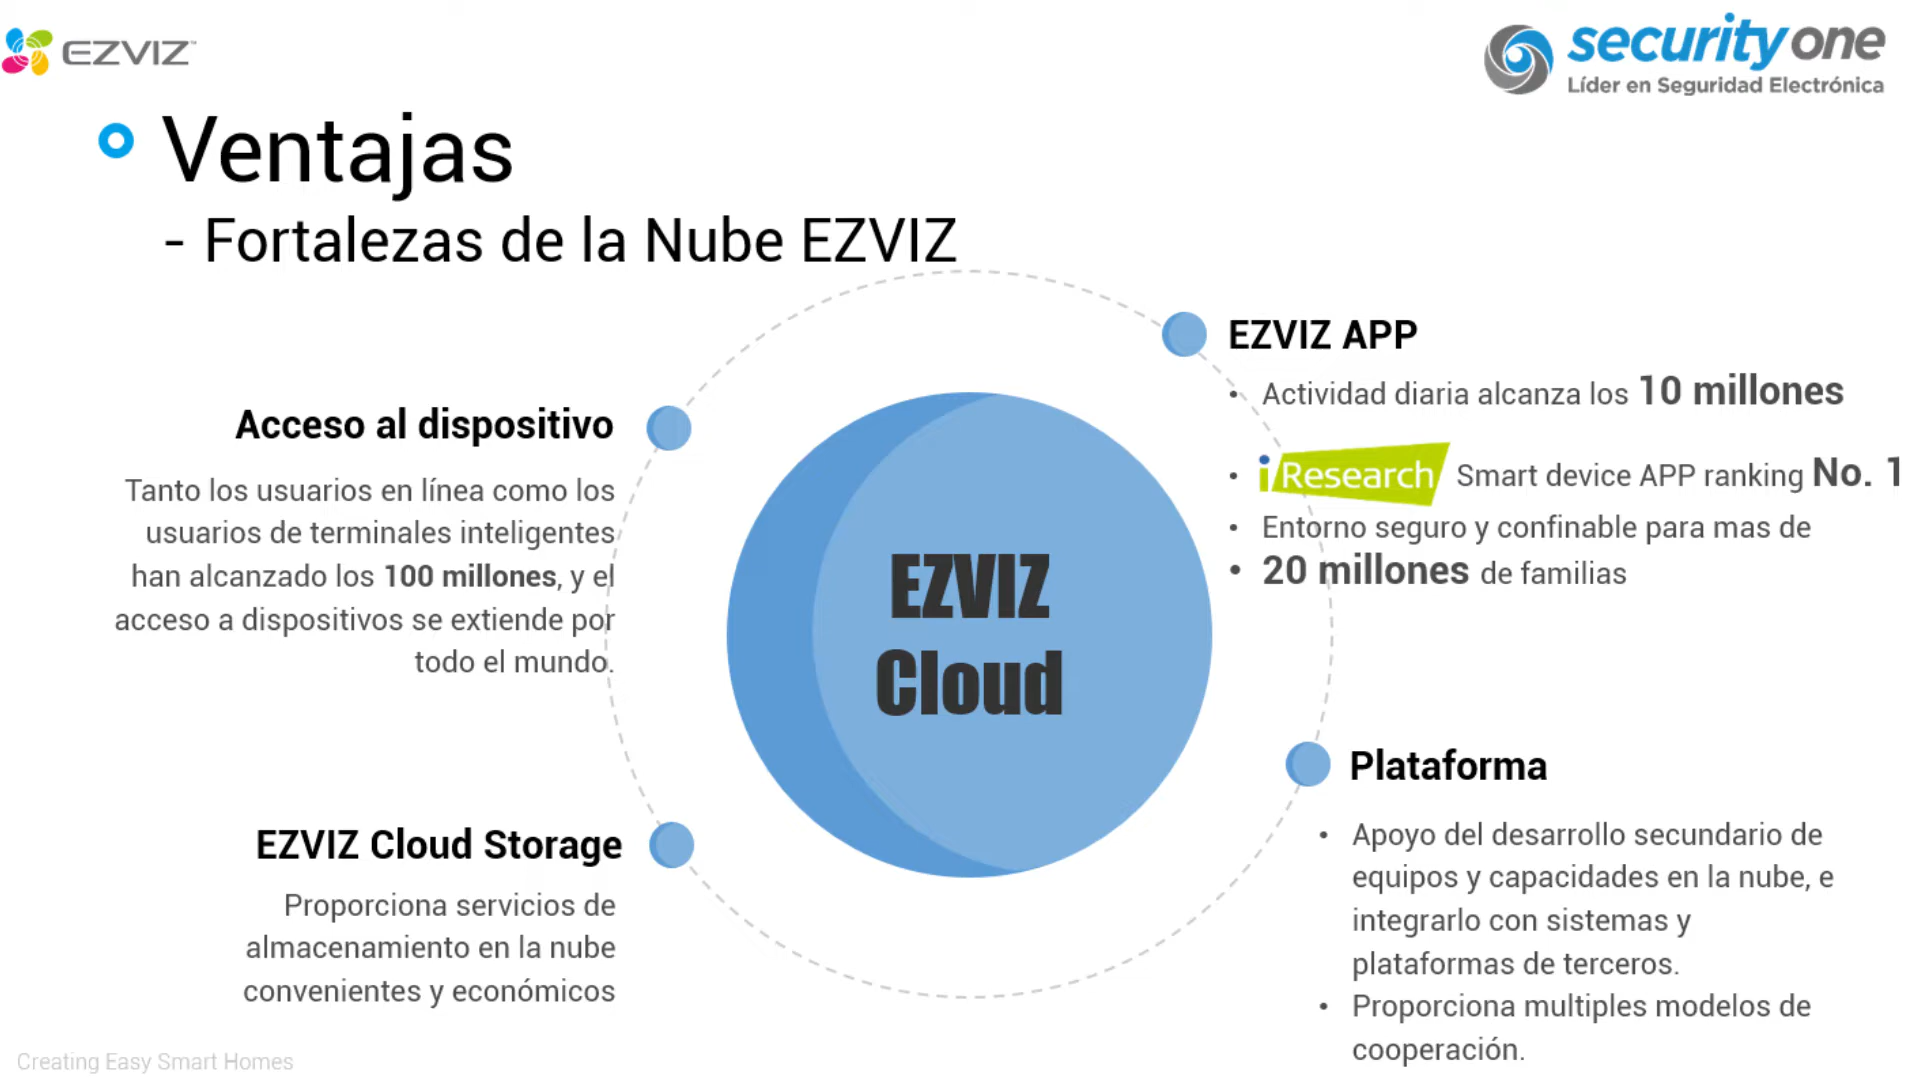 EZVIZ™
securityone
Líder en Seguridad Electrónica
Ventajas
- Fortalezas de la Nube EZVIZ
Acceso al dispositivo
Tanto los usuarios en línea como los
usuarios de terminales inteligentes
han alcanzado los 100 millones, y el
acceso a dispositivos se extiende por
todo el mundo.
EZVIZ Cloud Storage
Proporciona servicios de
almacenamiento en la nube
convenientes y económicos
EZVIZ
Cloud
EZVIZ APP
• Actividad diaria alcanza los 10 millones
• iResearch Smart device APP ranking No. 1
• Entorno seguro y confinable para mas de
• 20 millones de familias
Plataforma
• Apoyo del desarrollo secundario de
equipos y capacidades en la nube, e
integrarlo con sistemas y
plataformas de terceros.
• Proporciona multiples modelos de
cooperación.
Creating Easy Smart Homes